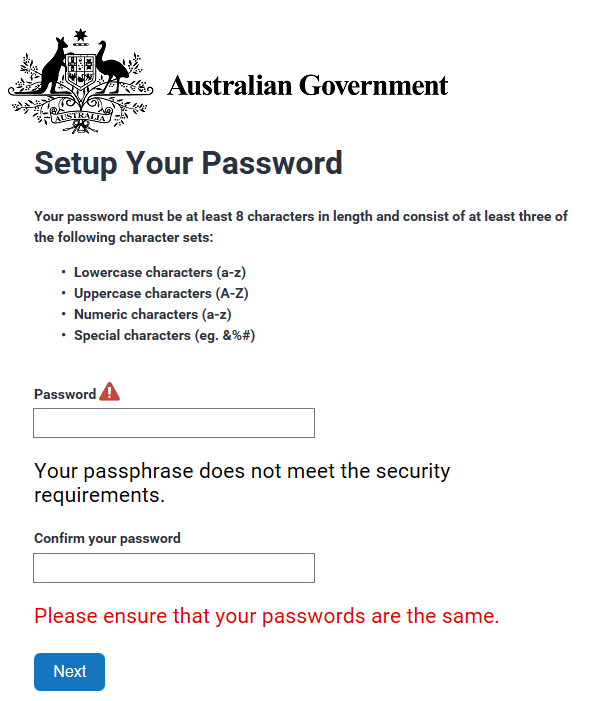 AUSTRALIA
Australian Government
Setup Your Password
Your password must be at least 8 characters in length and consist of at least three of
the following character sets:
• Lowercase characters (a-z)
• Uppercase characters (A-Z)
• Numeric characters (a-z)
• Special characters (eg. &%#)
Password
Your passphrase does not meet the security
requirements.
Confirm your password
Please ensure that your passwords are the same.
Next